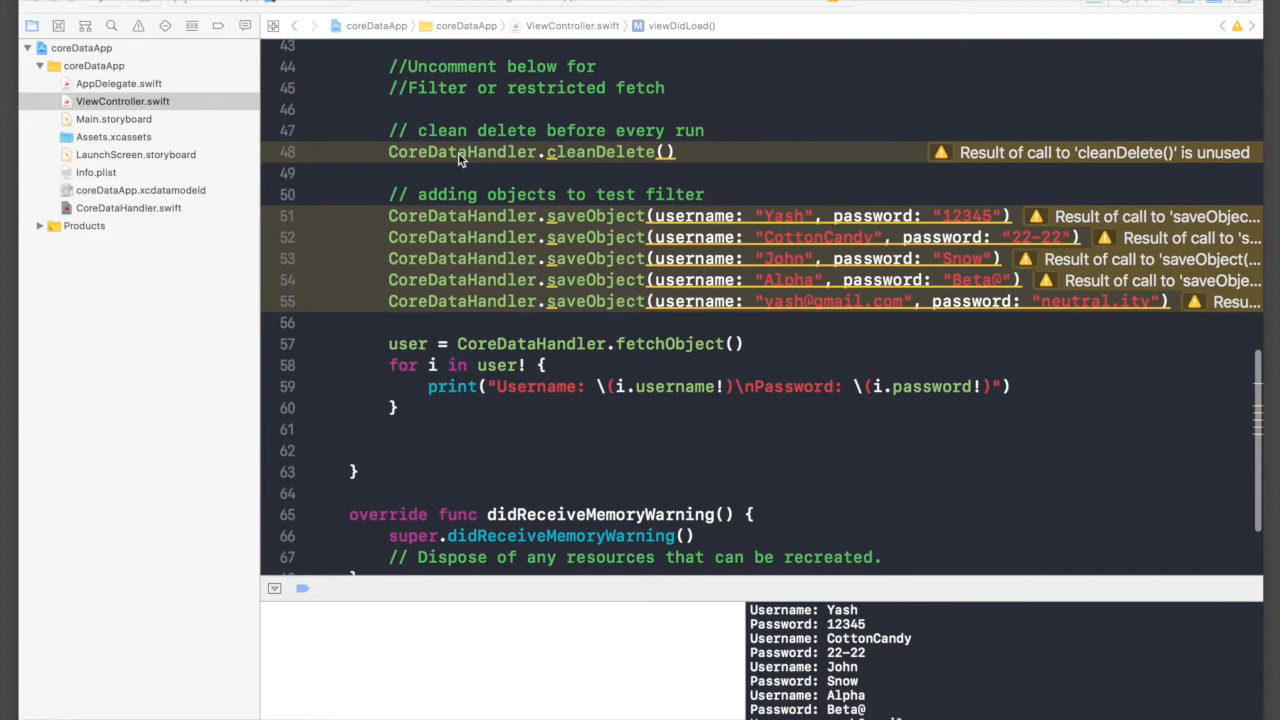 coreDataApp
coreDataApp
ViewController.swift
M
viewDidLoad()
coreDataApp
coreDataApp
AppDelegate.swift
ViewController.swift
Main.storyboard
Assets.xcassets
LaunchScreen.storyboard
Info.plist
coreDataApp.xcdatamodeld
CoreDataHandler.swift
Products
43
44 //Uncomment below for
45 //Filter or restricted fetch
46
47 // clean delete before every run
48 CoreDataHandler.cleanDelete() Result of call to 'cleanDelete()' is unused
49
50 // adding objects to test filter
51 CoreDataHandler.saveObject(username: "Yash", password: "12345") Result of call to 'saveObjec...
52 CoreDataHandler.saveObject(username: "CottonCandy", password: "22-22") Result of call to 's...
53 CoreDataHandler.saveObject(username: "John", password: "Snow") Result of call to 'saveObject(...
54 CoreDataHandler.saveObject(username: "Alpha", password: "Beta@") Result of call to 'saveObjec...
55 CoreDataHandler.saveObject(username: "yash@gmail.com", password: "neutral.ity") Resu...
56
57 user = CoreDataHandler.fetchObject()
58 for i in user! {
59 print("Username: \(i.username!)\nPassword: \(i.password!)")
60 }
61
62
63 }
64
65 override func didReceiveMemoryWarning() {
66 super.didReceiveMemoryWarning()
67 // Dispose of any resources that can be recreated.
Username: Yash
Password: 12345
Username: CottonCandy
Password: 22-22
Username: John
Password: Snow
Username: Alpha
Password: Beta@